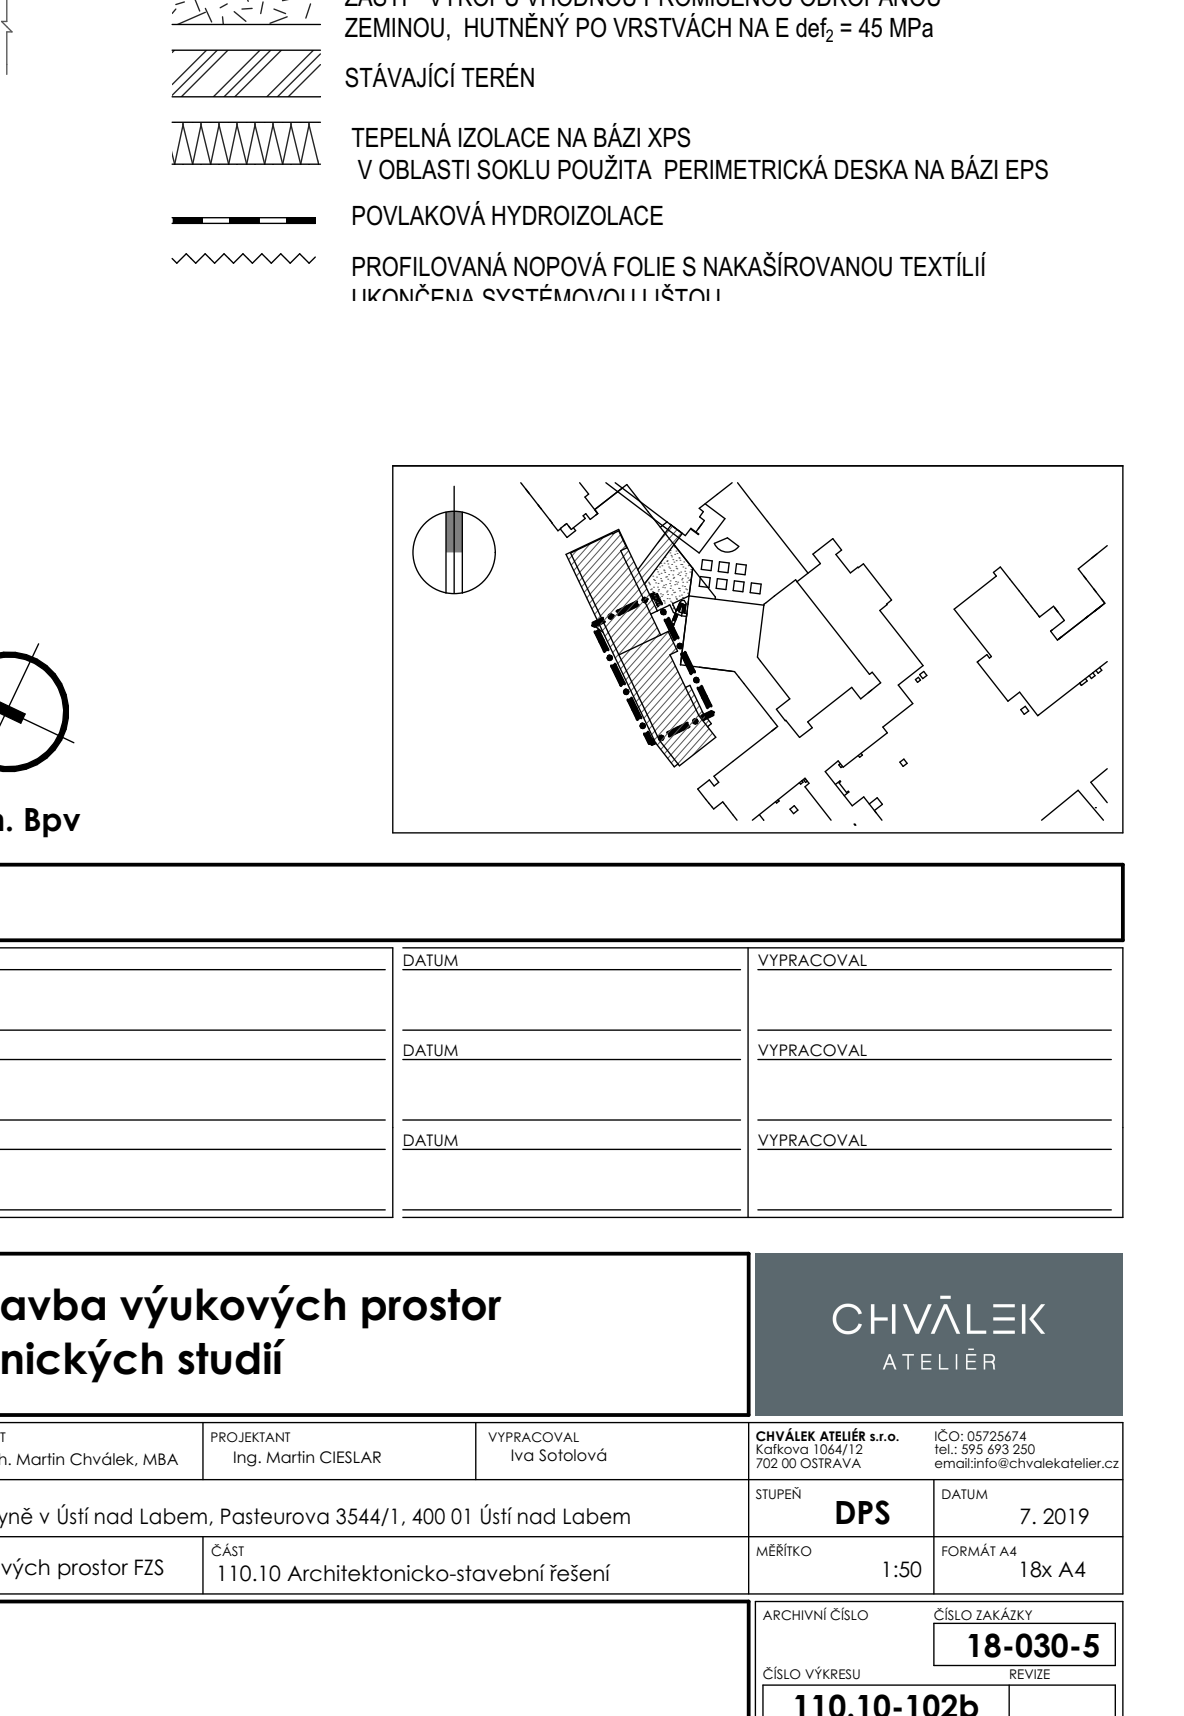 ZEMINOU, HUTNĚNÝ PO VRSTVÁCH NA E def2 = 45 MPa
STÁVAJÍCÍ TERÉN
TEPELNÁ IZOLACE NA BÁZI XPS
V OBLASTI SOKLU POUŽITA PERIMETRICKÁ DESKA NA BÁZI EPS
POVLAKOVÁ HYDROIZOLACE
PROFILOVANÁ NOPOVÁ FOLIE S NAKAŠÍROVANOU TEXTÍLIÍ
UKONČENA SYSTÉMOVOU LIŠTOU
Bpv
DATUM
VYPRACOVAL
DATUM
VYPRACOVAL
DATUM
VYPRACOVAL
avba výukových prostor
nických studií
CHVÁLEK
ATELIÉR
T
h. Martin Chválek, MBA
PROJEKTANT
Ing. Martin CIESLAR
VYPRACOVAL
Iva Sotolová
CHVÁLEK ATELIÉR s.r.o.
Kafkova 1064/12
702 00 OSTRAVA
IČO: 05725674
tel.: 595 693 250
email:info@chvalekatelier.cz
yně v Ústí nad Labem, Pasteurova 3544/1, 400 01 Ústí nad Labem
STUPEŇ
DPS
DATUM
7. 2019
vých prostor FZS
ČÁST
110.10 Architektonicko-stavební řešení
MĚŘÍTKO
1:50
FORMÁT A4
18x A4
ARCHIVNÍ ČÍSLO
ČÍSLO ZAKÁZKY
18-030-5
ČÍSLO VÝKRESU
REVIZE
110.10-102b